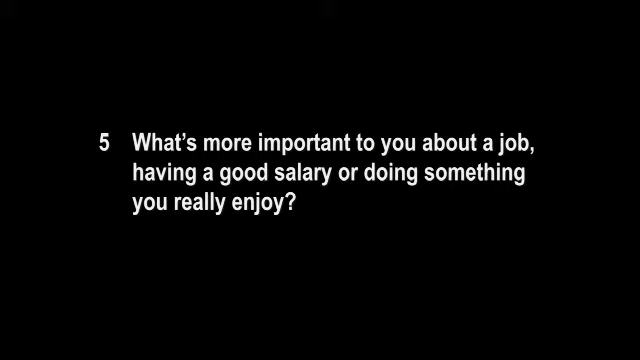 5 What's more important to you about a job,
having a good salary or doing something
you really enjoy?